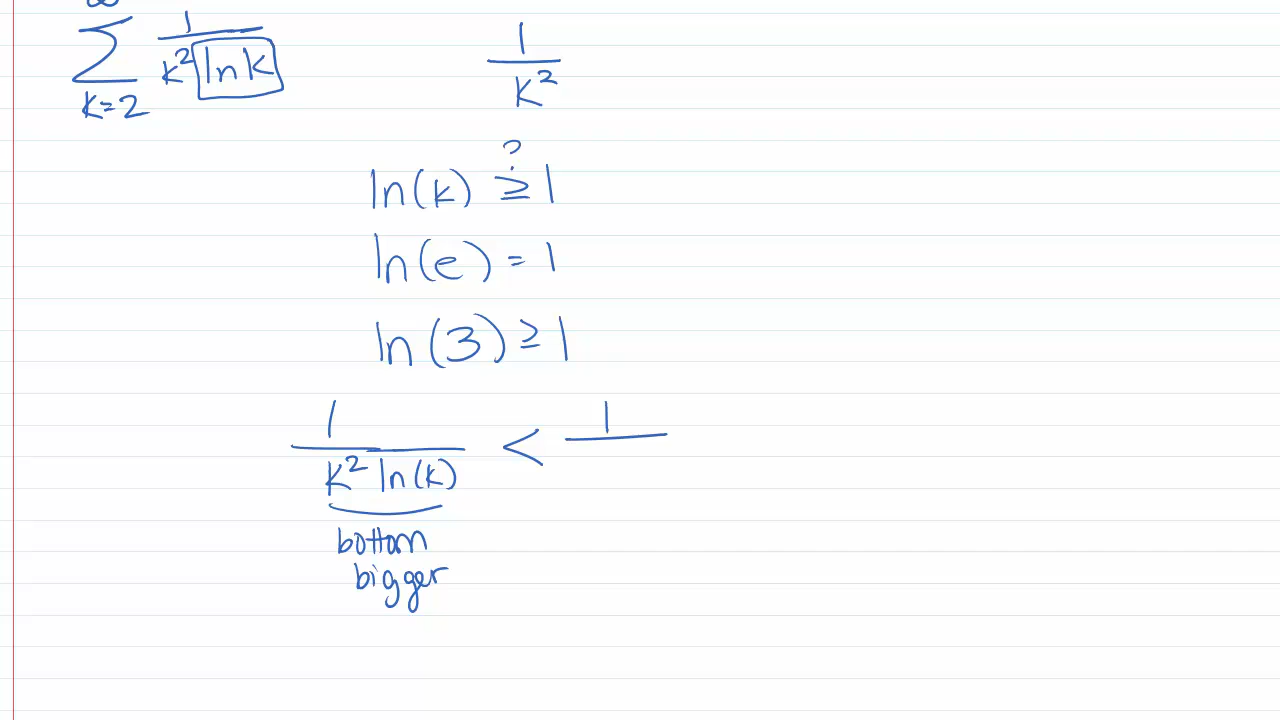 ∞
∑ 1/(k² ln k)
k=2
1/k²
?
ln(k) ≥ 1
ln(e) = 1
ln(3) ≥ 1
1/(k² ln(k)) < 1/
bottom
bigger